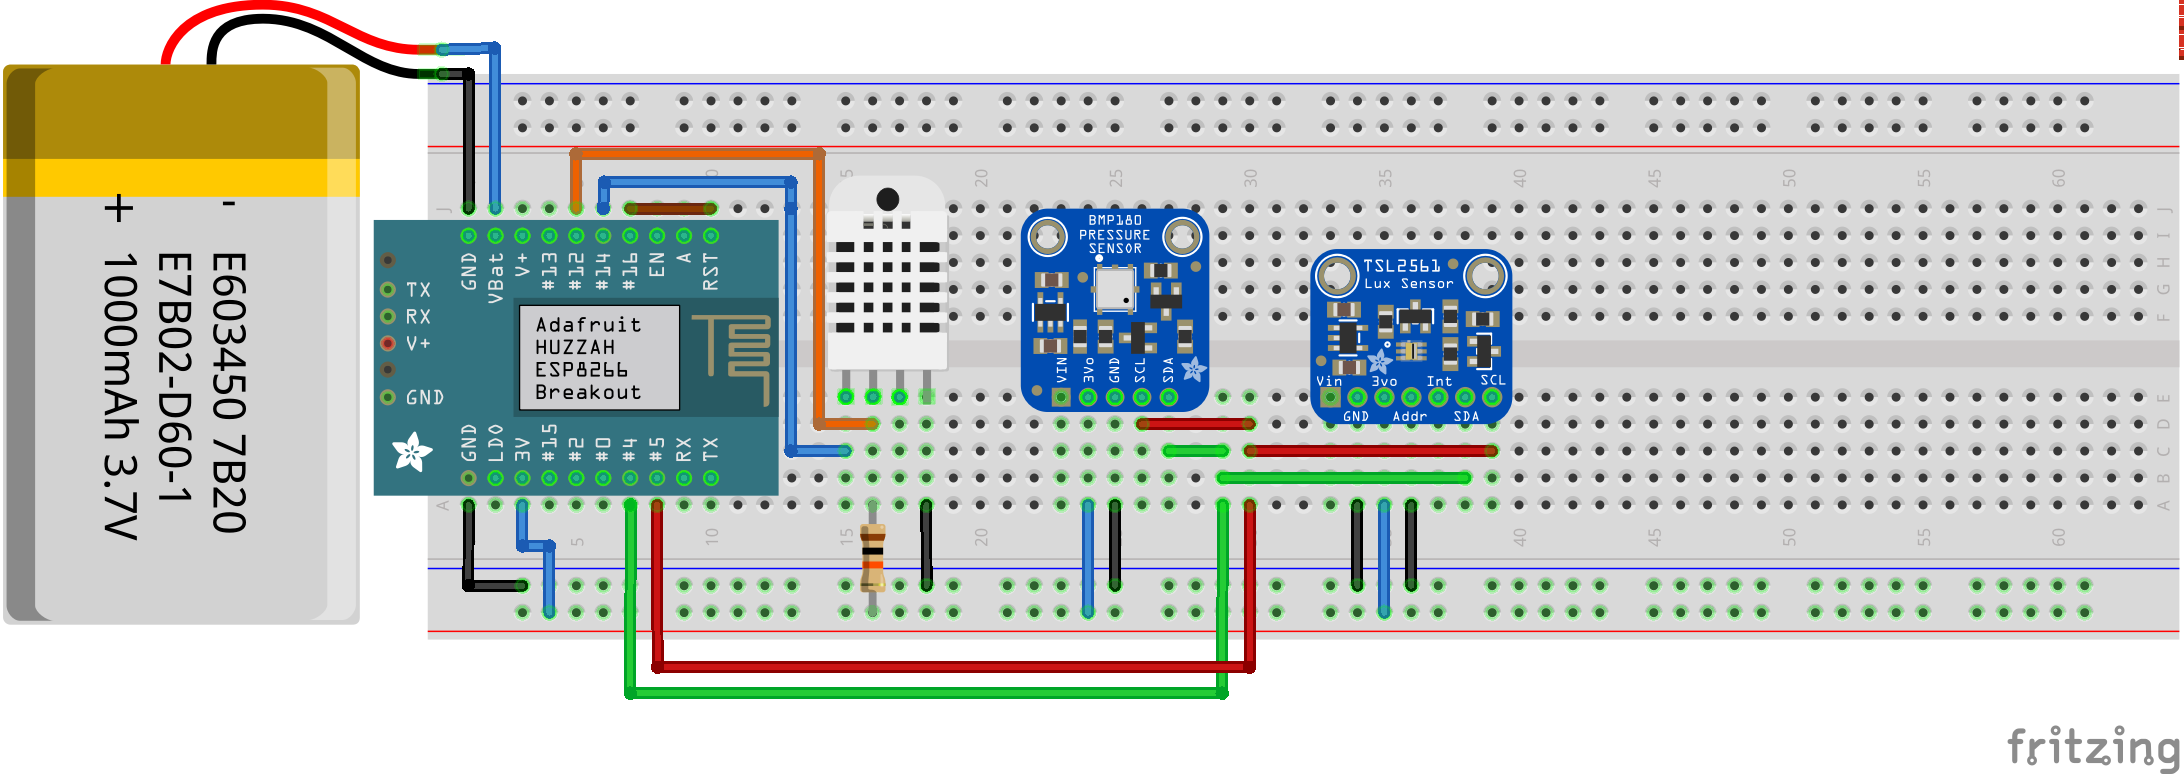 E603450 7B20
E7B02-D60-1
1000mAh 3.7V
-
+
TX
RX
V+
GND
GND
VBat
V+
#13
#12
#14
#16
EN
A
RST
Adafruit
HUZZAH
ESP8266
Breakout
GND
LDO
3V
#15
#2
#0
#4
#5
RX
TX
BMP180
PRESSURE
SENSOR
VIN
3Vo
GND
SCL
SDA
TSL2561
Lux Sensor
Vin
GND
3vo
Addr
Int
SDA
SCL
J
A
5
10
15
20
25
30
35
40
45
50
55
60
5
20
25
30
35
40
45
50
55
60
J
I
H
G
F
E
D
C
B
A
fritzing